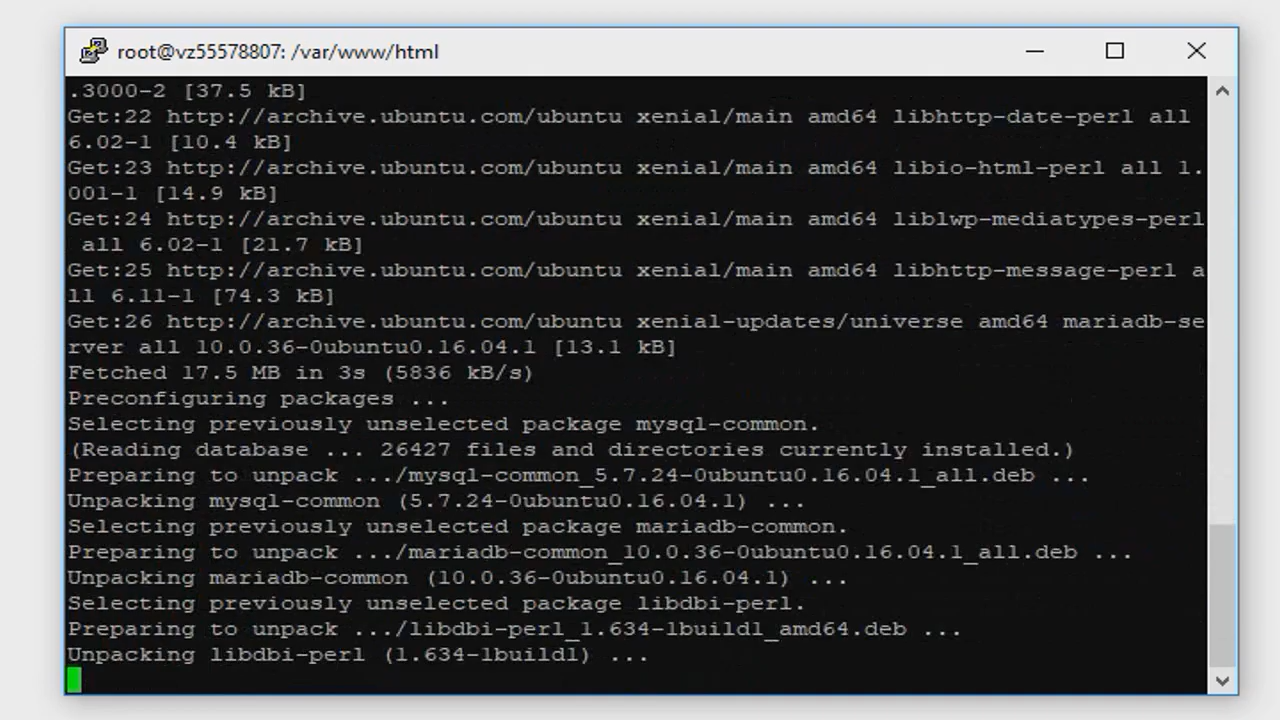 root@vz55578807: /var/www/html
.3000-2 [37.5 kB]
Get:22 http://archive.ubuntu.com/ubuntu xenial/main amd64 libhttp-date-perl all
6.02-1 [10.4 kB]
Get:23 http://archive.ubuntu.com/ubuntu xenial/main amd64 libio-html-perl all 1.
001-1 [14.9 kB]
Get:24 http://archive.ubuntu.com/ubuntu xenial/main amd64 liblwp-mediatypes-perl
 all 6.02-1 [21.7 kB]
Get:25 http://archive.ubuntu.com/ubuntu xenial/main amd64 libhttp-message-perl a
ll 6.11-1 [74.3 kB]
Get:26 http://archive.ubuntu.com/ubuntu xenial-updates/universe amd64 mariadb-se
rver all 10.0.36-0ubuntu0.16.04.1 [13.1 kB]
Fetched 17.5 MB in 3s (5836 kB/s)
Preconfiguring packages ...
Selecting previously unselected package mysql-common.
(Reading database ... 26427 files and directories currently installed.)
Preparing to unpack .../mysql-common_5.7.24-0ubuntu0.16.04.1_all.deb ...
Unpacking mysql-common (5.7.24-0ubuntu0.16.04.1) ...
Selecting previously unselected package mariadb-common.
Preparing to unpack .../mariadb-common_10.0.36-0ubuntu0.16.04.1_all.deb ...
Unpacking mariadb-common (10.0.36-0ubuntu0.16.04.1) ...
Selecting previously unselected package libdbi-perl.
Preparing to unpack .../libdbi-perl_1.634-1build1_amd64.deb ...
Unpacking libdbi-perl (1.634-1build1) ...